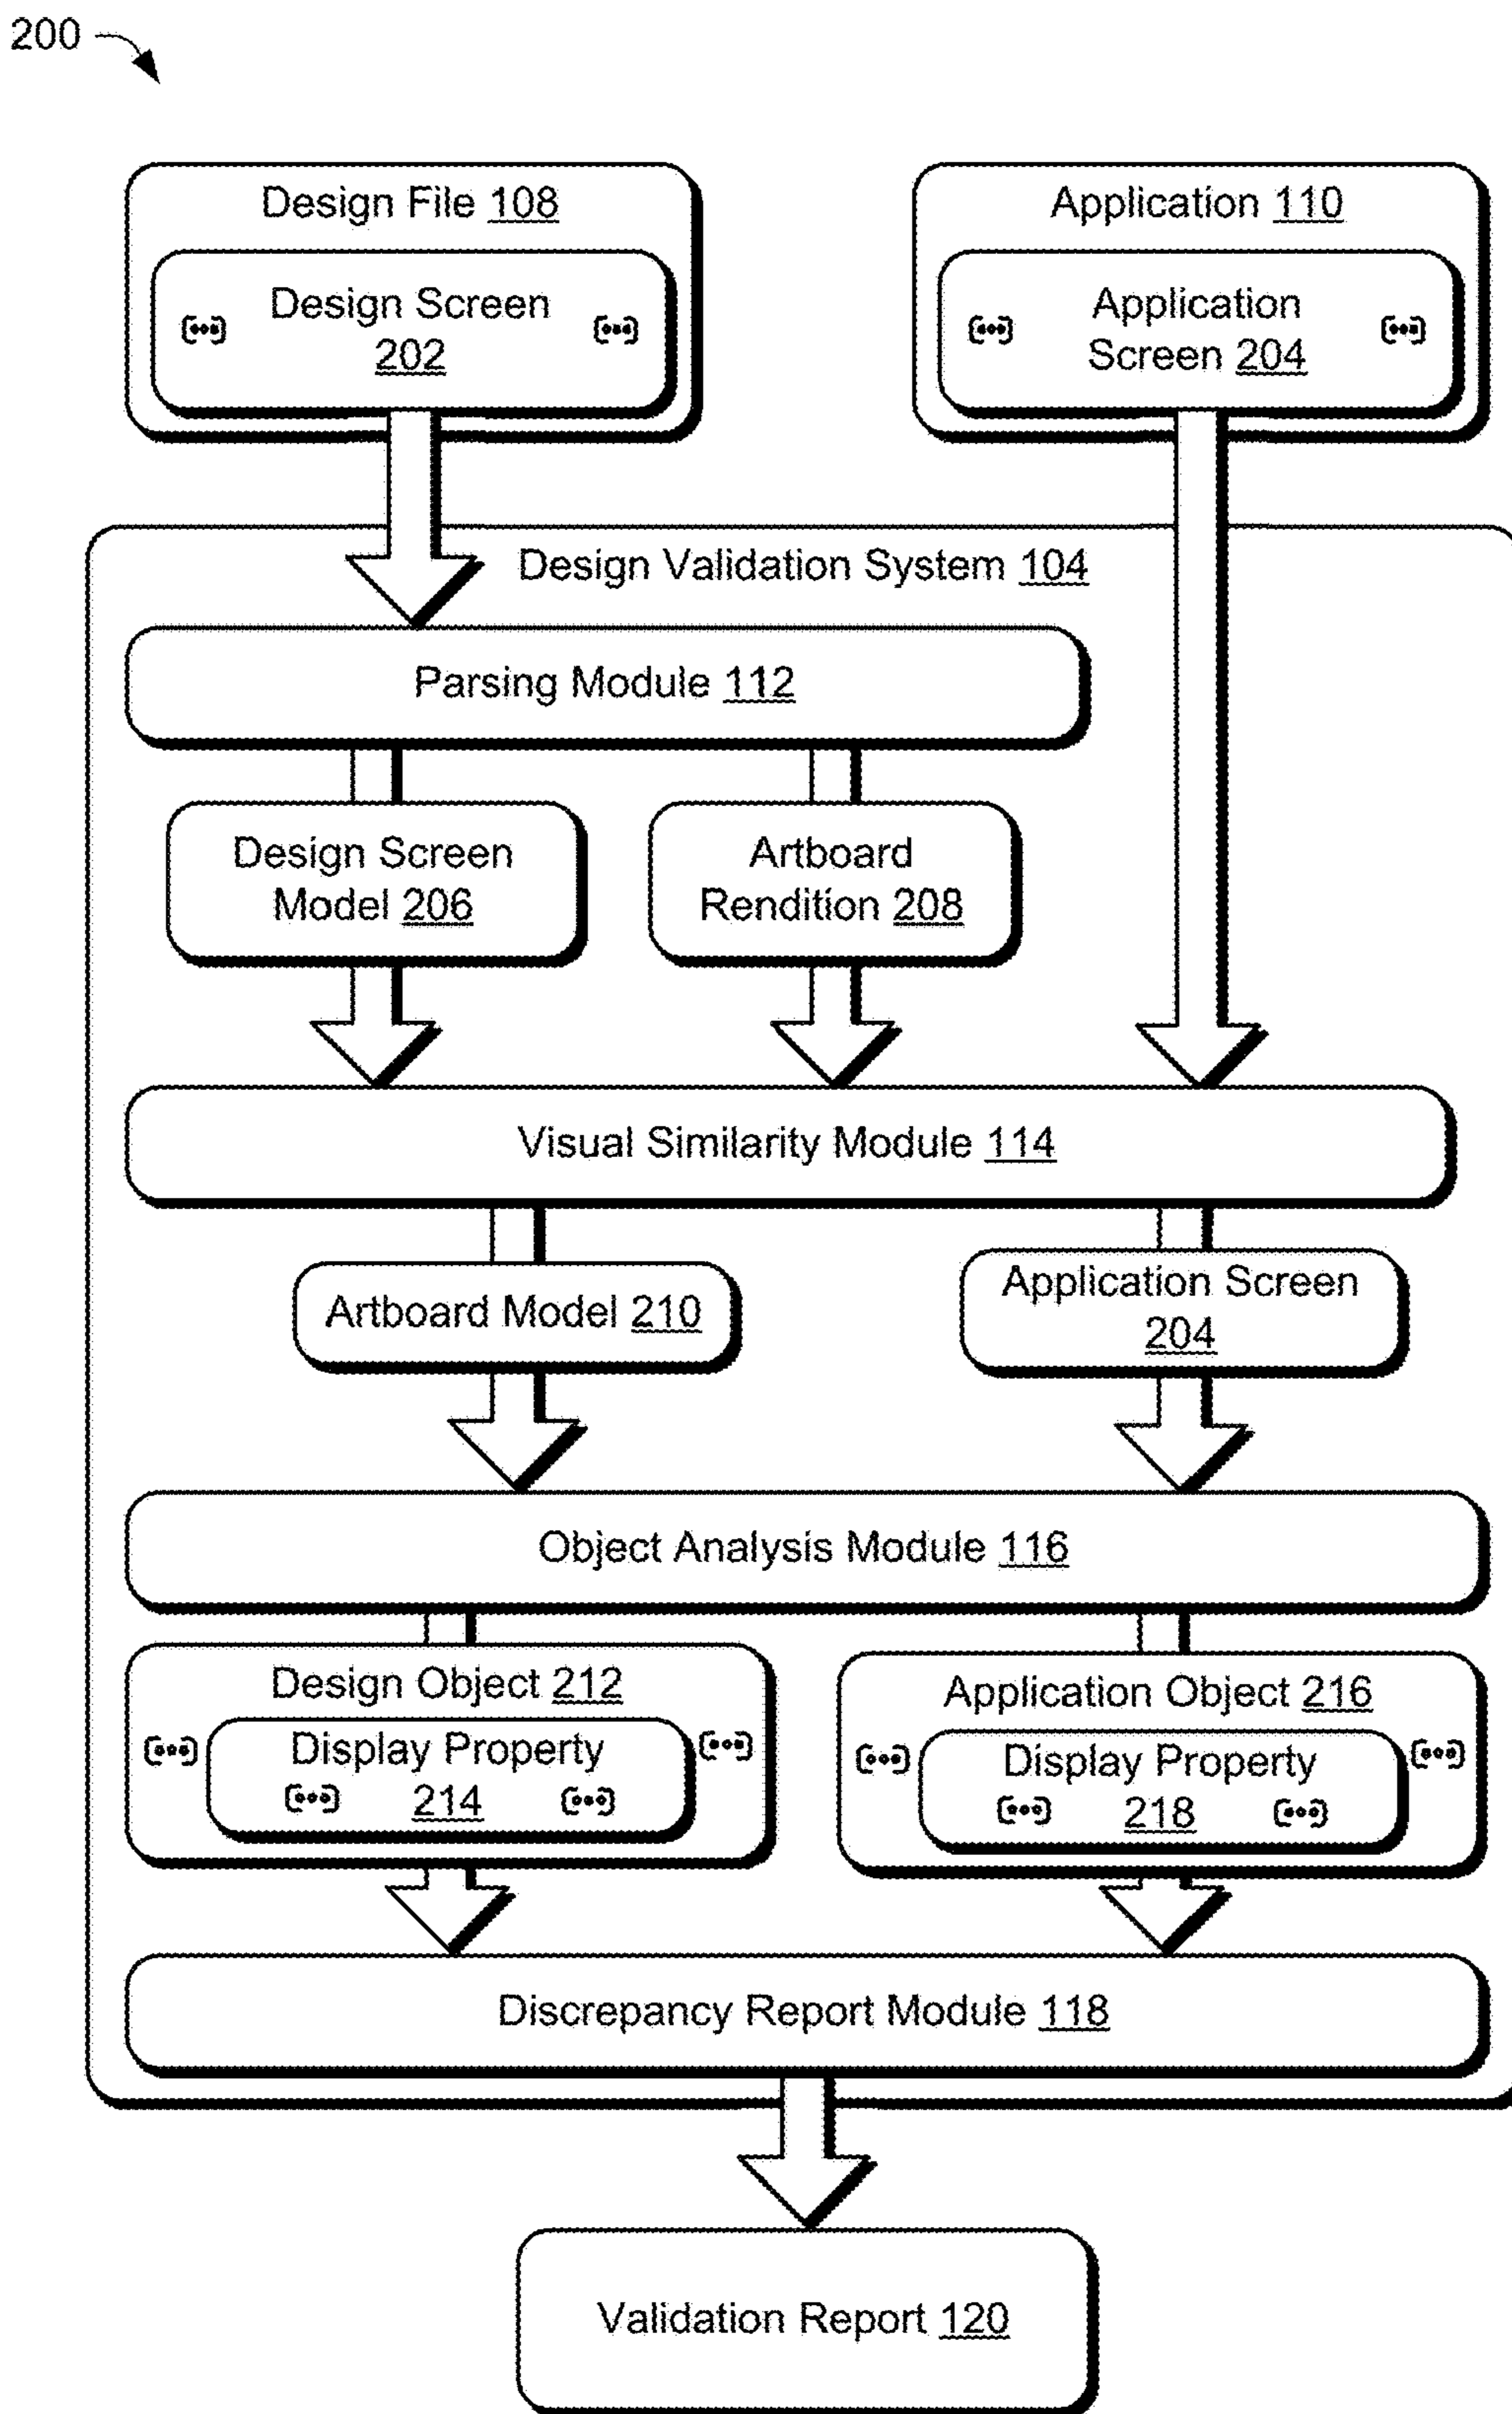 200
Design File 108
Design Screen
202
Application 110
Application
Screen 204
Design Validation System 104
Parsing Module 112
Design Screen
Model 206
Artboard
Rendition 208
Visual Similarity Module 114
Artboard Model 210
Application Screen
204
Object Analysis Module 116
Design Object 212
Display Property
214
Application Object 216
Display Property
218
Discrepancy Report Module 118
Validation Report 120